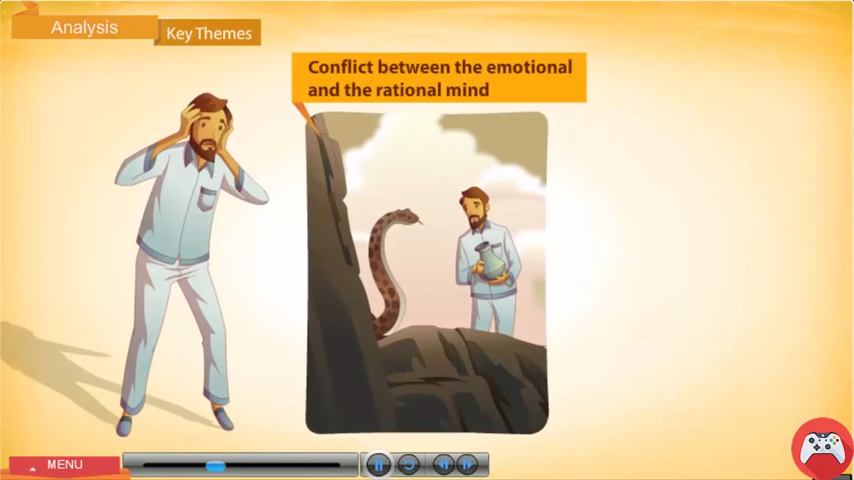 Analysis
Key Themes
Conflict between the emotional
and the rational mind
MENU